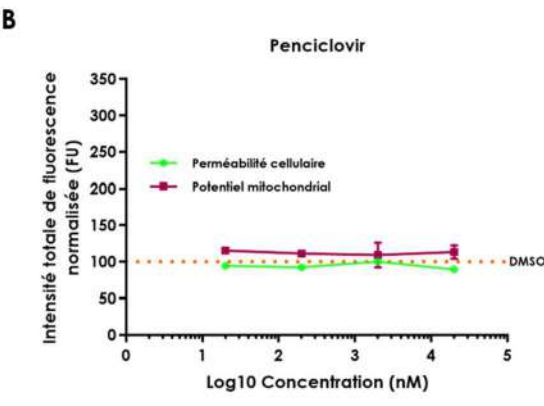 B
Penciclovir
Intensité totale de fluorescence
normalisée (FU)
350
300
250
200
150
100
50
0
Perméabilité cellulaire
Potentiel mitochondrial
DMSO
0 1 2 3 4 5
Log10 Concentration (nM)